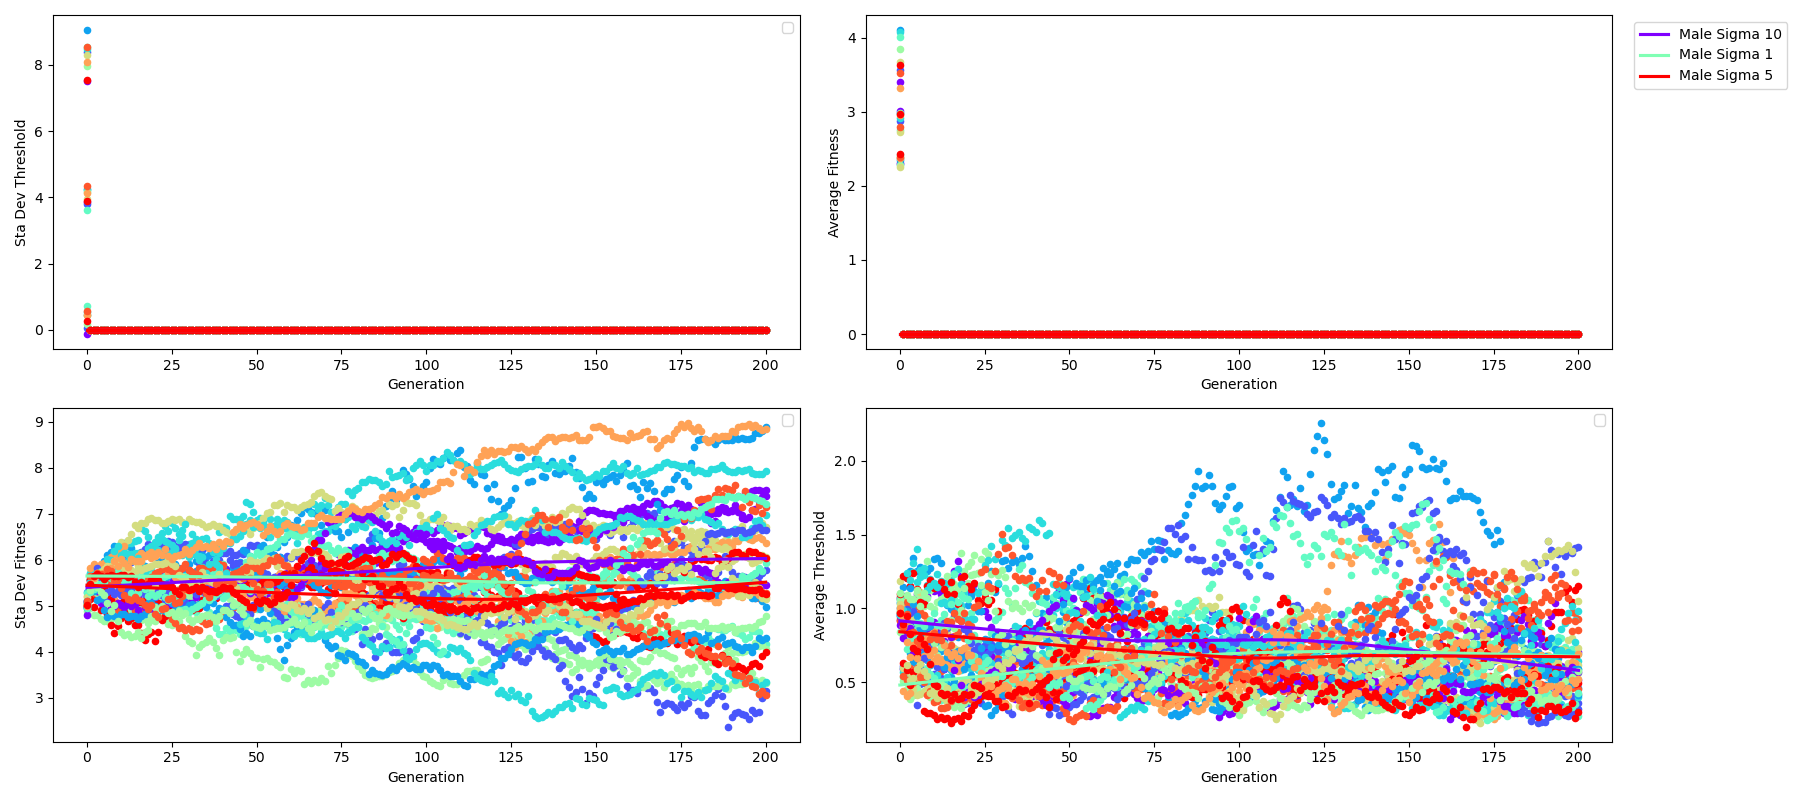 Sta Dev Threshold
8
6
4
2
0
0 25 50 75 100 125 150 175 200
Generation
Average Fitness
4
3
2
1
0
0 25 50 75 100 125 150 175 200
Generation
Male Sigma 10
Male Sigma 1
Male Sigma 5
Sta Dev Fitness
9
8
7
6
5
4
3
0 25 50 75 100 125 150 175 200
Generation
Average Threshold
2.0
1.5
1.0
0.5
0 25 50 75 100 125 150 175 200
Generation